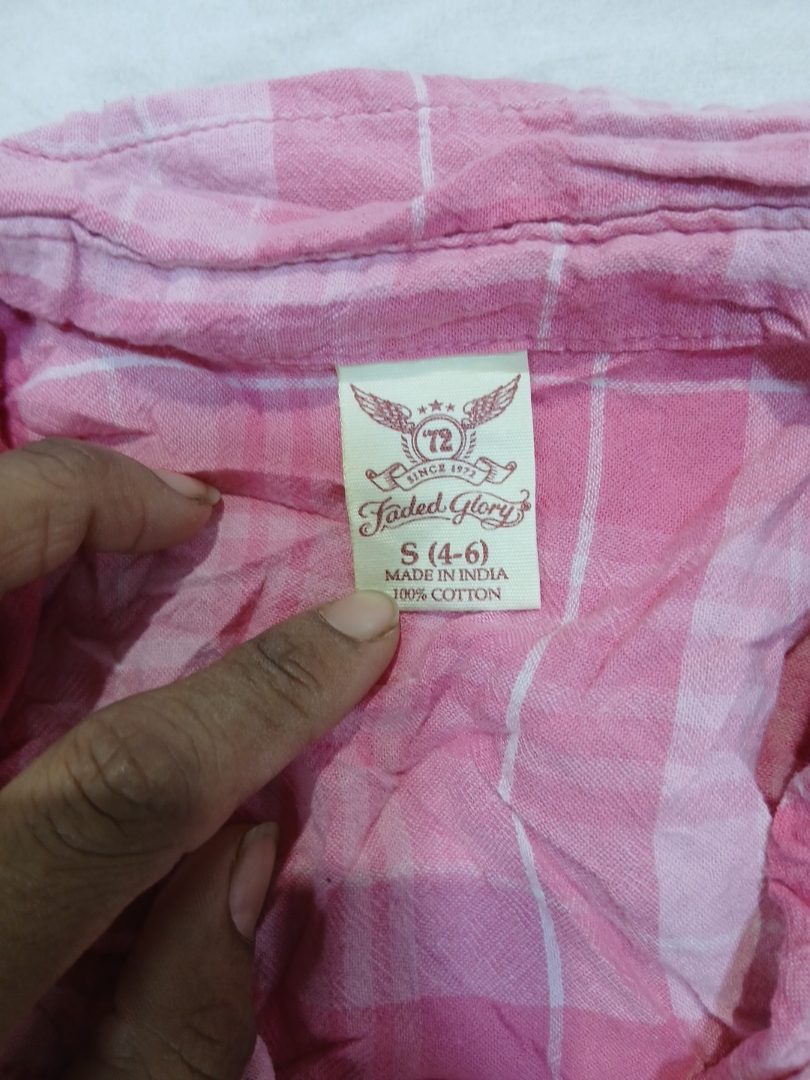 '72
SINCE 1972
Faded Glory
S (4-6)
MADE IN INDIA
100% COTTON